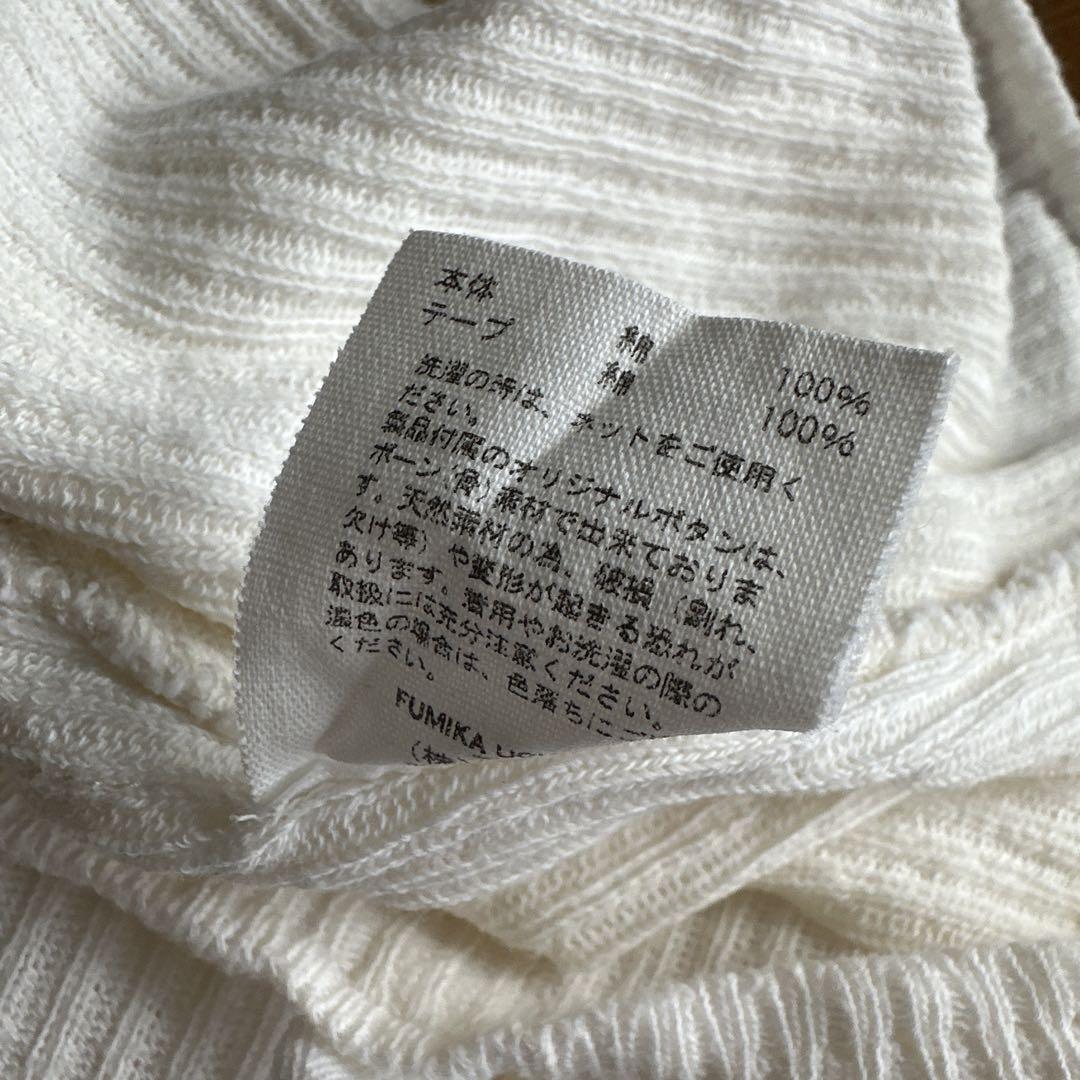 本体 綿 100%
テープ 綿 100%
洗濯の時は、ネットをご使用く
ださい。
製品付属のオリジナルボタンは、
ボーン(骨)素材で出来ておりま
す。天然素材の為、破損(割れ、
欠け等)や整形が起きる恐れが
あります。着用やお洗濯の際の
取扱には充分注意ください。
濃色の場合は、色落ちにご
ください。
FUMIKA